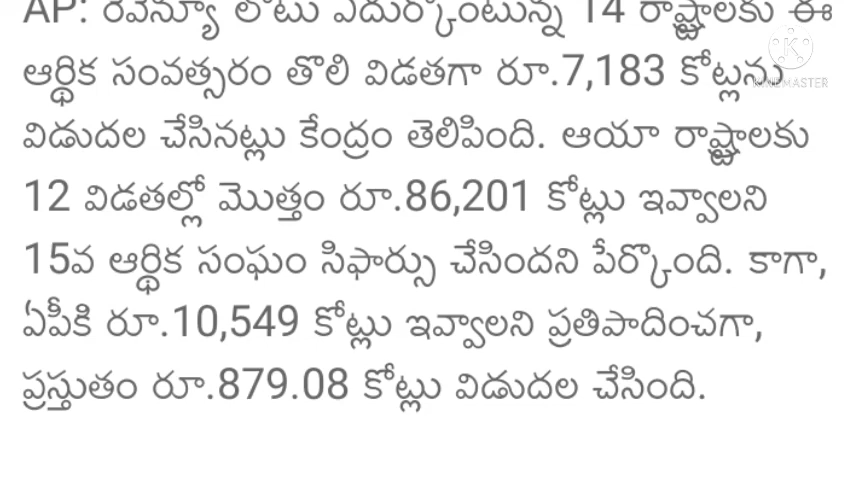 AP: రెవెన్యూ లోటు ఎదుర్కొంటున్న 14 రాష్ట్రాలకు ఈ
ఆర్థిక సంవత్సరం తొలి విడతగా రూ.7,183 కోట్లను
విడుదల చేసినట్లు కేంద్రం తెలిపింది. ఆయా రాష్ట్రాలకు
12 విడతల్లో మొత్తం రూ.86,201 కోట్లు ఇవ్వాలని
15వ ఆర్థిక సంఘం సిఫార్సు చేసిందని పేర్కొంది. కాగా,
ఏపీకి రూ.10,549 కోట్లు ఇవ్వాలని ప్రతిపాదించగా,
ప్రస్తుతం రూ.879.08 కోట్లు విడుదల చేసింది.
KINEMASTER